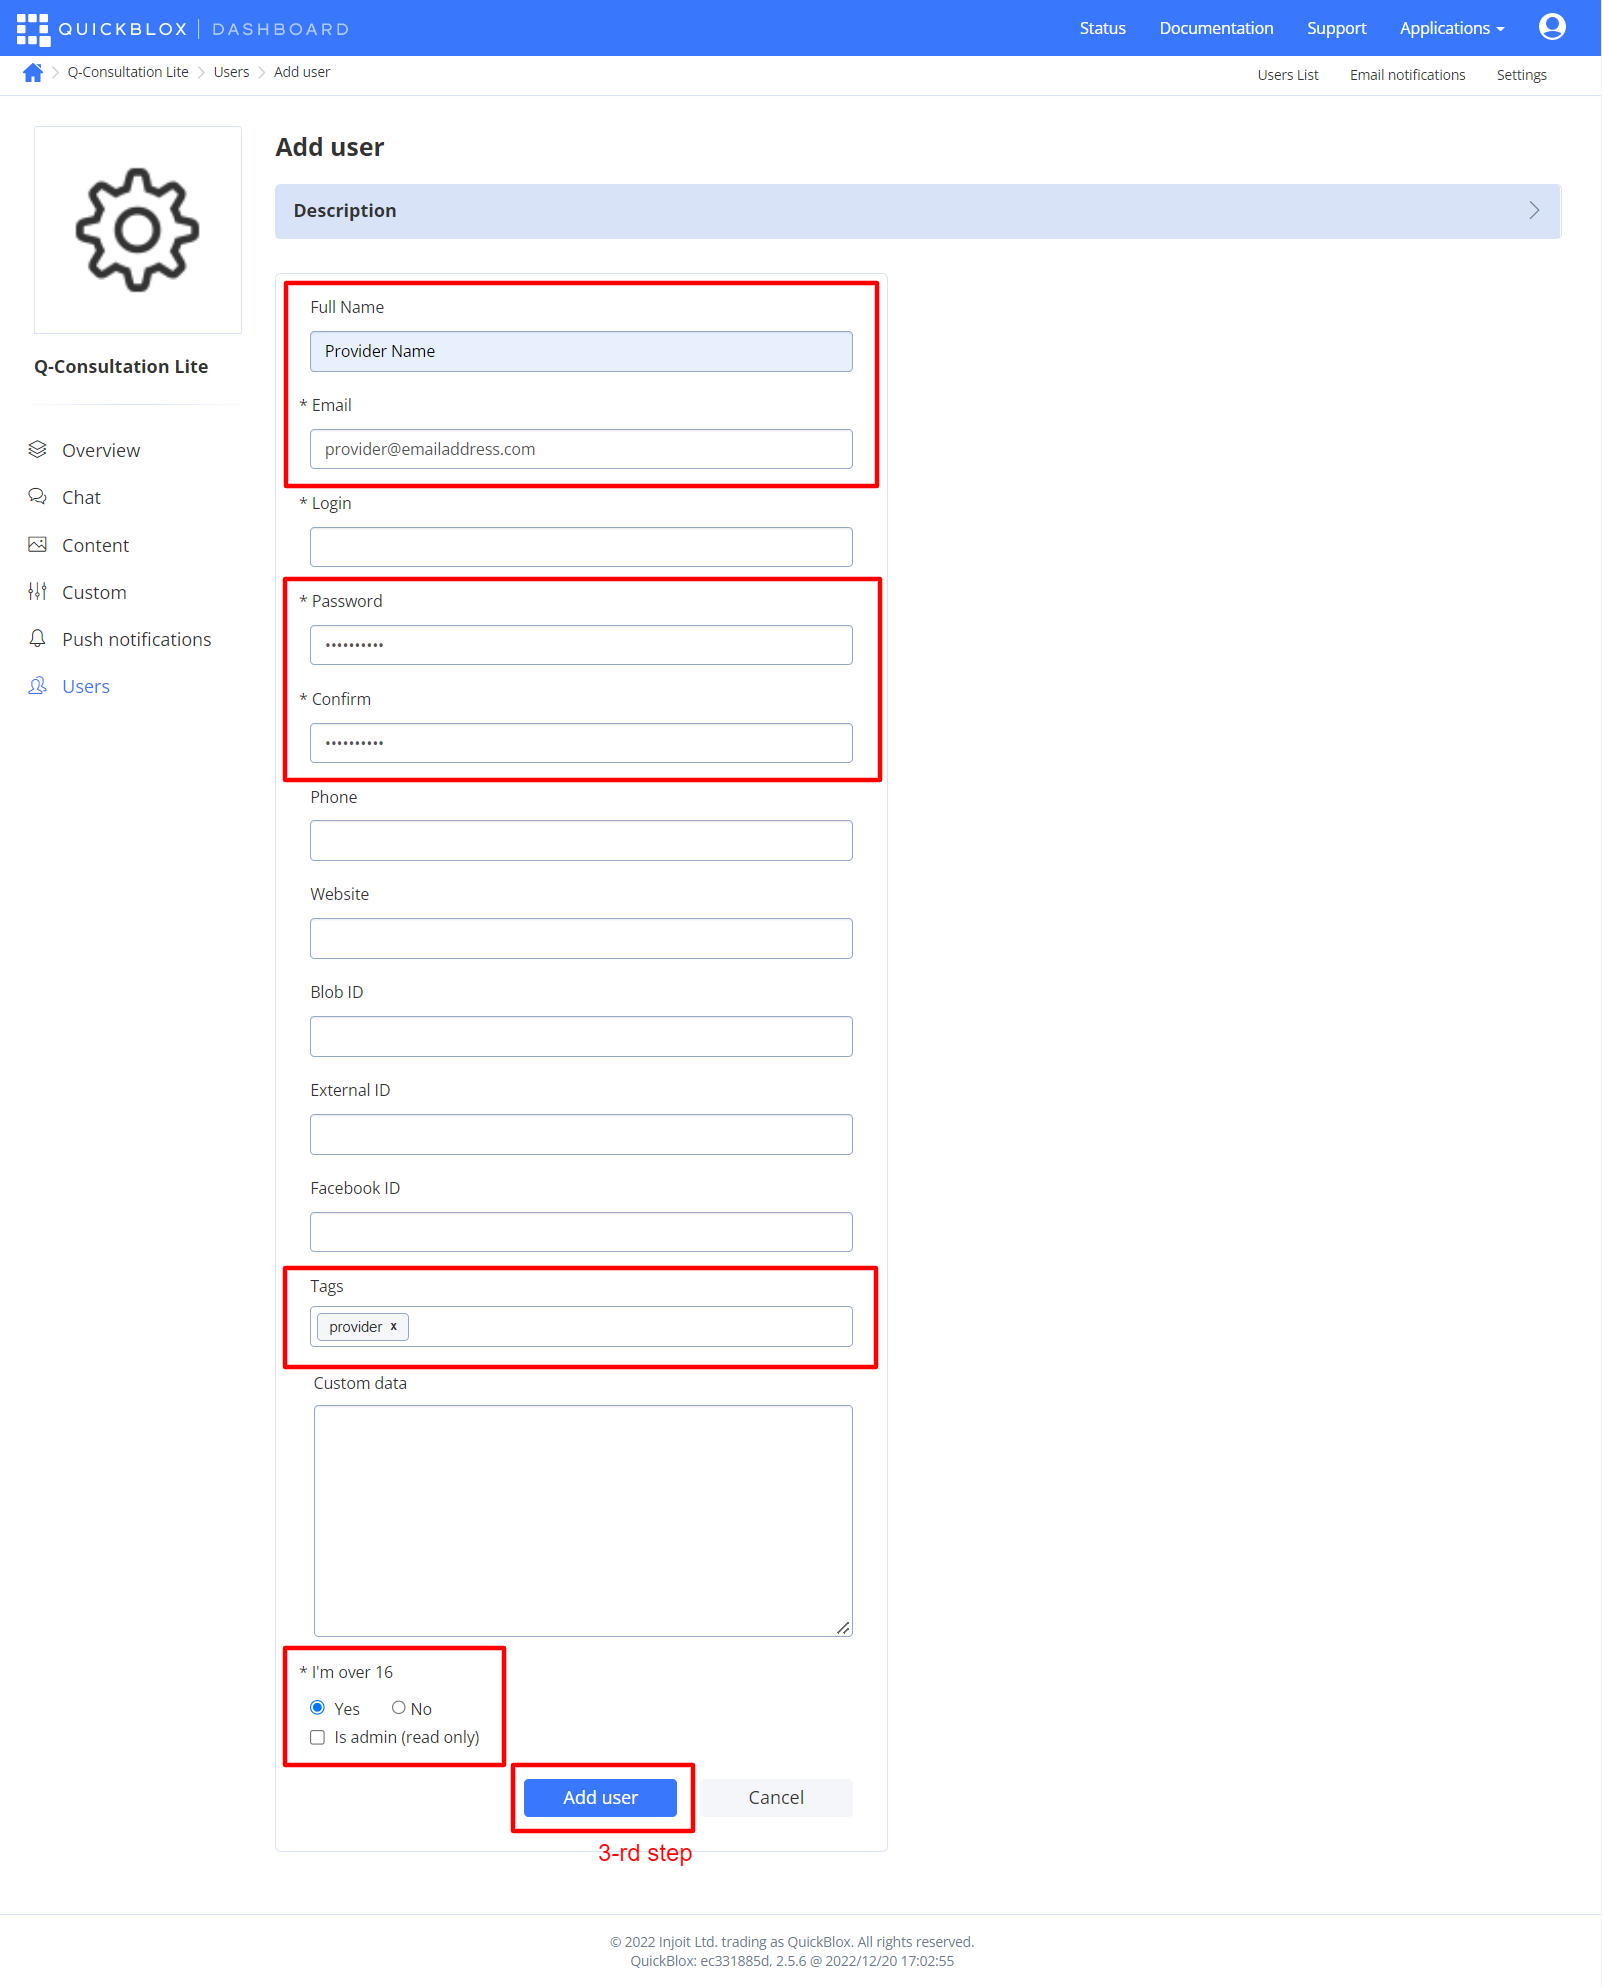 QUICKBLOX | DASHBOARD
Status Documentation Support Applications
Q-Consultation Lite > Users > Add user
Users List Email notifications Settings
Add user
Description
Q-Consultation Lite
Overview
Chat
Content
Custom
Push notifications
Users
Full Name
Provider Name
* Email
provider@emailaddress.com
* Login
* Password
••••••••••
* Confirm
••••••••••
Phone
Website
Blob ID
External ID
Facebook ID
Tags
provider x
Custom data
* I'm over 16
Yes No
Is admin (read only)
Add user Cancel
3-rd step
© 2022 Injoit Ltd. trading as QuickBlox. All rights reserved.
QuickBlox: ec331885d, 2.5.6 @ 2022/12/20 17:02:55